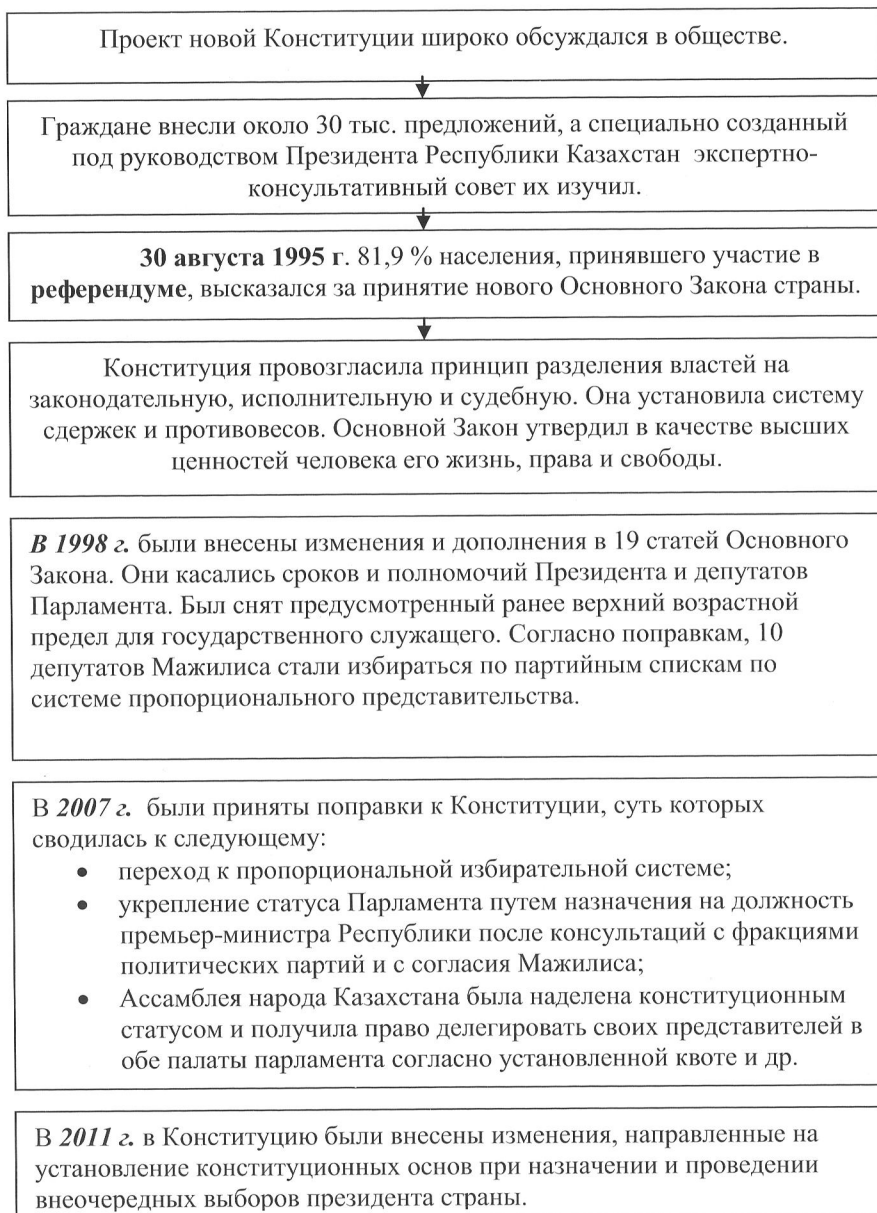 Проект новой Конституции широко обсуждался в обществе.
Граждане внесли около 30 тыс. предложений, а специально созданный
под руководством Президента Республики Казахстан экспертно-
консультативный совет их изучил.
30 августа 1995 г. 81,9 % населения, принявшего участие в
референдуме, высказался за принятие нового Основного Закона страны.
Конституция провозгласила принцип разделения властей на
законодательную, исполнительную и судебную. Она установила систему
сдержек и противовесов. Основной Закон утвердил в качестве высших
ценностей человека его жизнь, права и свободы.
В 1998 г. были внесены изменения и дополнения в 19 статей Основного
Закона. Они касались сроков и полномочий Президента и депутатов
Парламента. Был снят предусмотренный ранее верхний возрастной
предел для государственного служащего. Согласно поправкам, 10
депутатов Мажилиса стали избираться по партийным спискам по
системе пропорционального представительства.
В 2007 г. были приняты поправки к Конституции, суть которых
сводилась к следующему:
• переход к пропорциональной избирательной системе;
• укрепление статуса Парламента путем назначения на должность
премьер-министра Республики после консультаций с фракциями
политических партий и с согласия Мажилиса;
• Ассамблея народа Казахстана была наделена конституционным
статусом и получила право делегировать своих представителей в
обе палаты парламента согласно установленной квоте и др.
В 2011 г. в Конституцию были внесены изменения, направленные на
установление конституционных основ при назначении и проведении
внеочередных выборов президента страны.